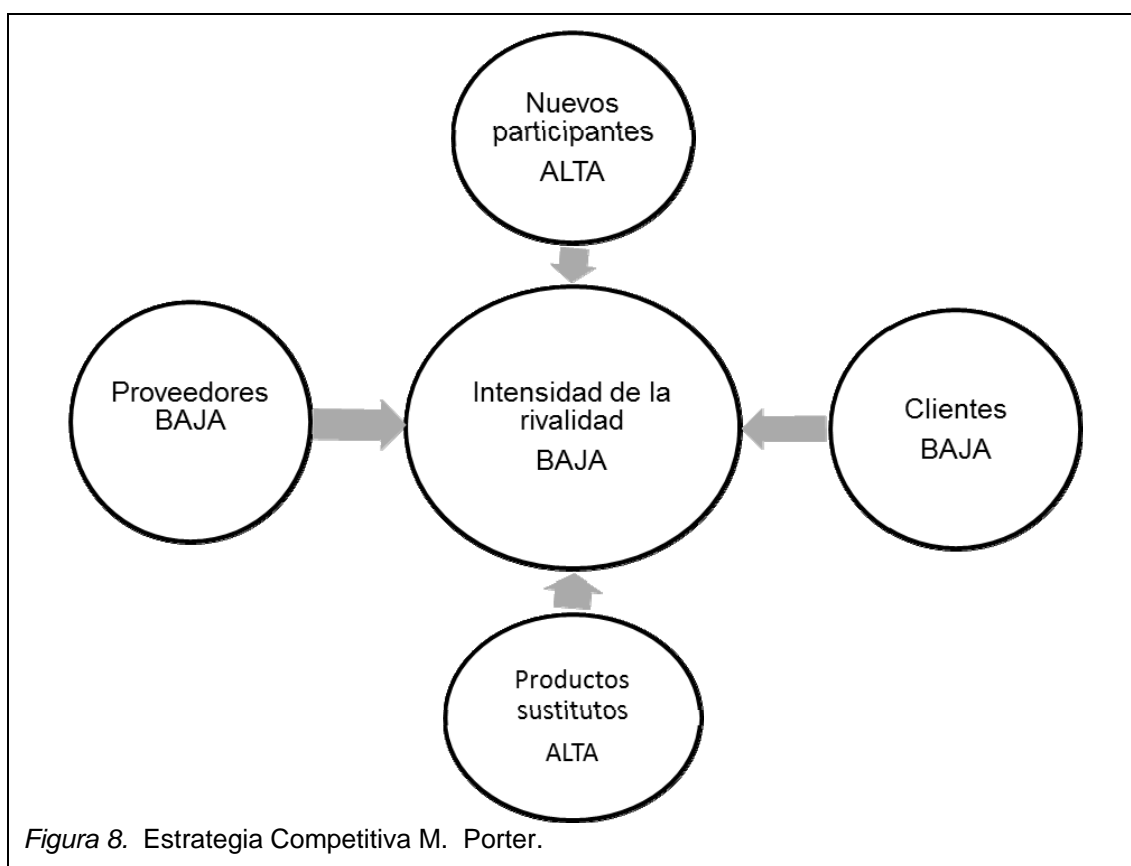 Nuevos
participantes
ALTA
Proveedores
BAJA
Intensidad de la
rivalidad
BAJA
Clientes
BAJA
Productos
sustitutos
ALTA
Figura 8. Estrategia Competitiva M. Porter.